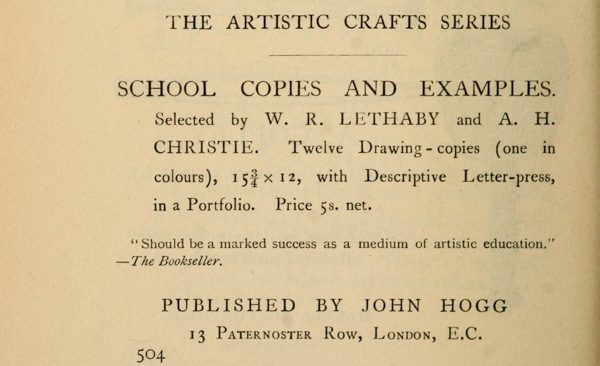 THE ARTISTIC CRAFTS SERIES
SCHOOL COPIES AND EXAMPLES.
Selected by W. R. LETHABY and A. H.
CHRISTIE. Twelve Drawing-copies (one in
colours), 15¾ × 12, with Descriptive Letter-press,
in a Portfolio. Price 5s. net.
“Should be a marked success as a medium of artistic education.”
—The Bookseller.
PUBLISHED BY JOHN HOGG
13 Paternoster Row, London, E.C.
504